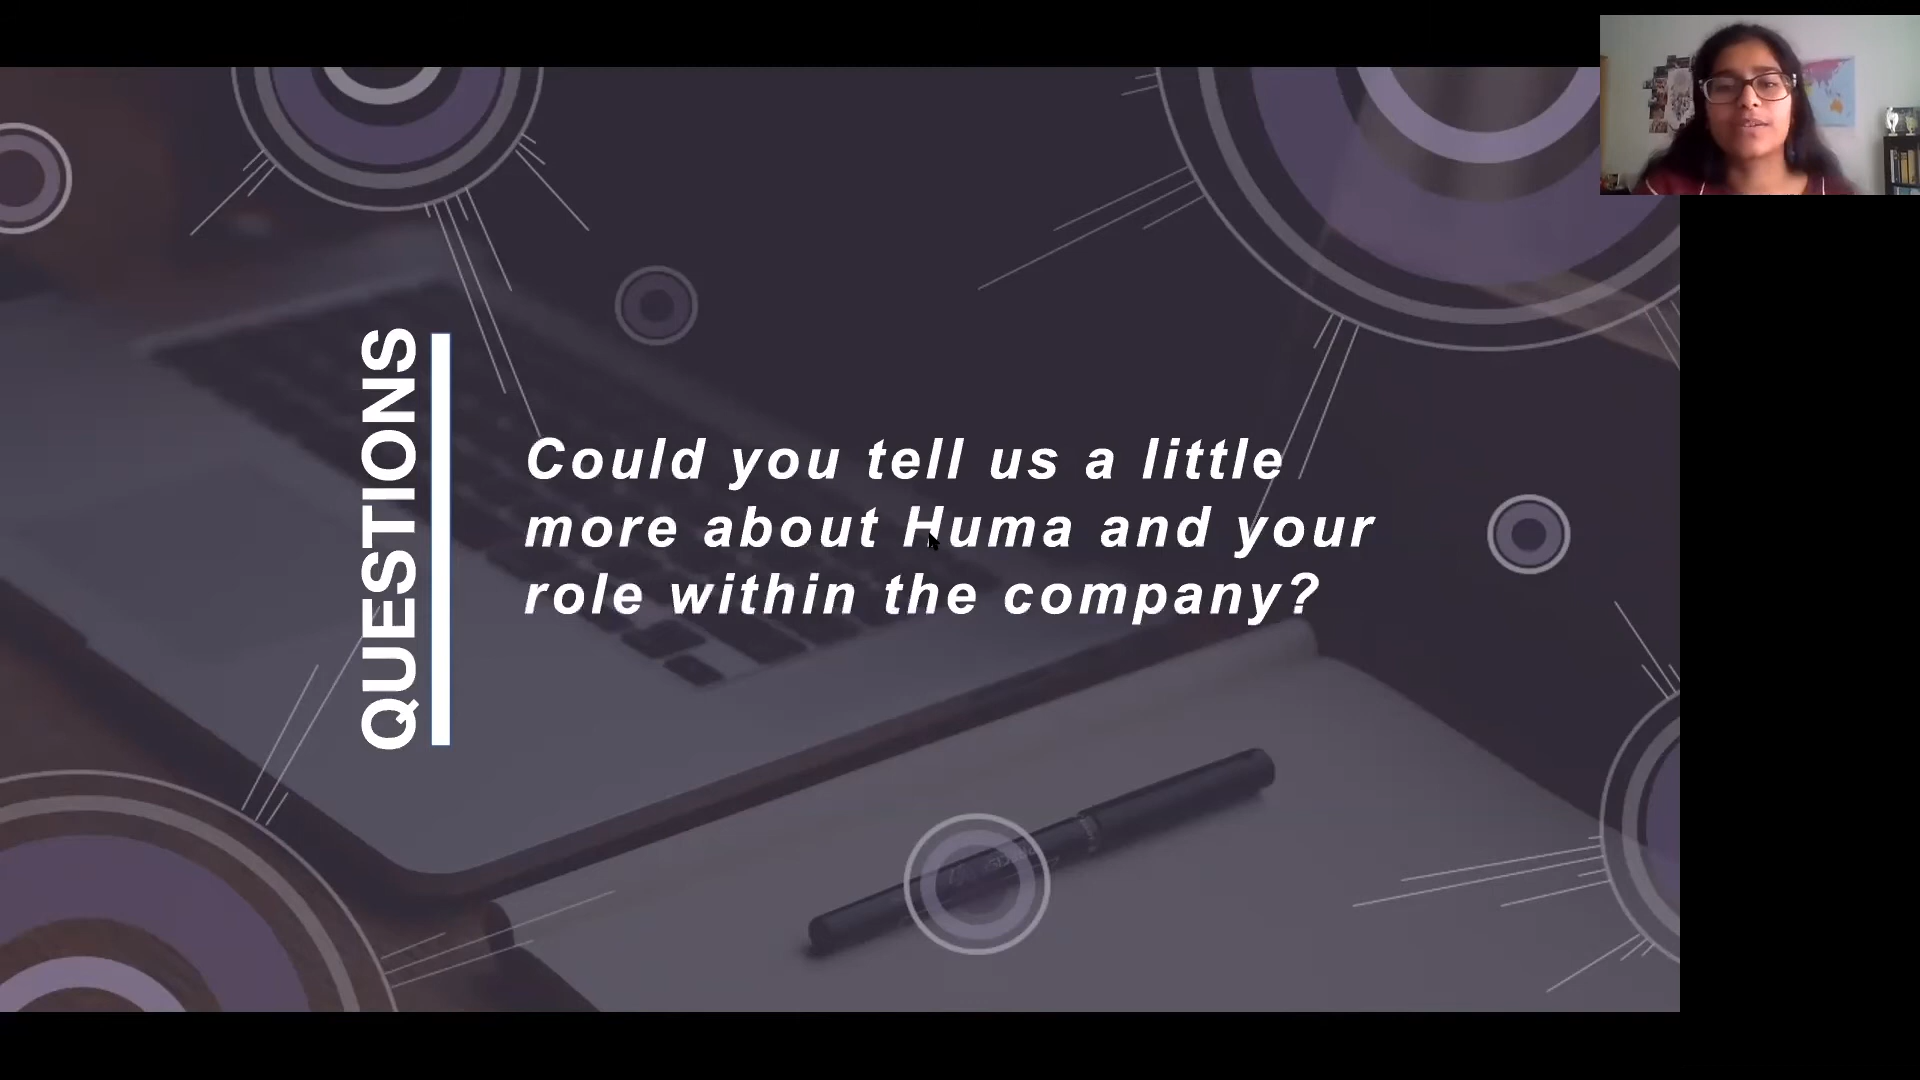 QUESTIONS
Could you tell us a little
more about Huma and your
role within the company?